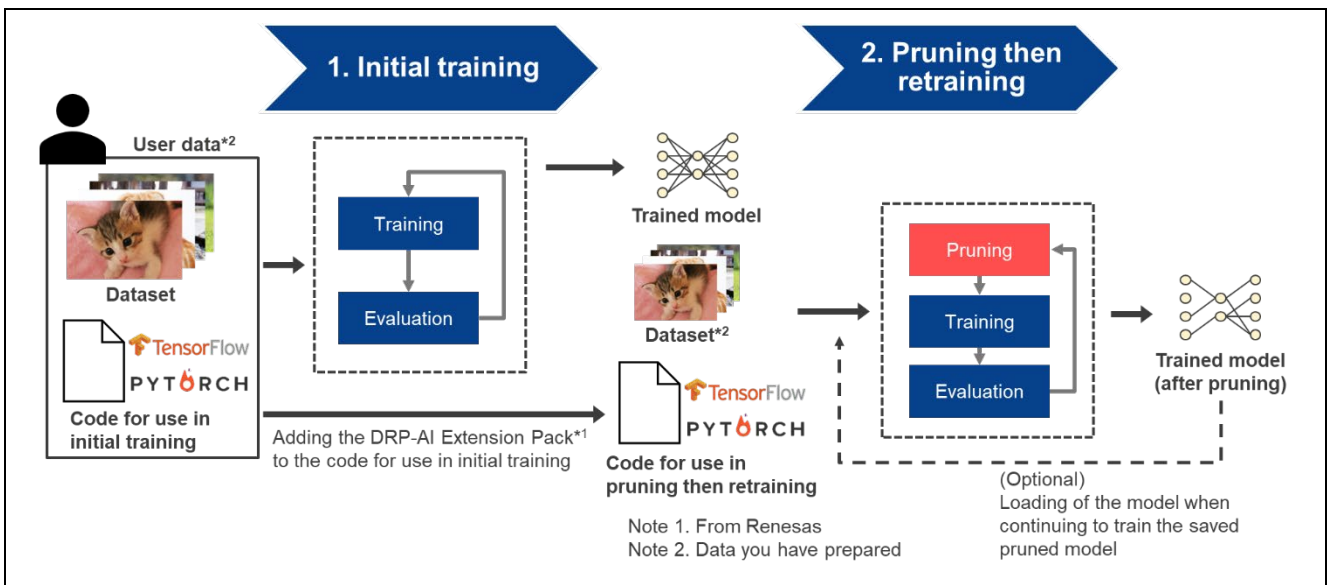 1. Initial training
2. Pruning then
retraining
User data*2
Dataset
TensorFlow
PYTORCH
Code for use in
initial training
Training
Evaluation
Adding the DRP-AI Extension Pack*1
to the code for use in initial training
Trained model
Dataset*2
TensorFlow
PYTORCH
Code for use in
pruning then retraining
Note 1. From Renesas
Note 2. Data you have prepared
Pruning
Training
Evaluation
Trained model
(after pruning)
(Optional)
Loading of the model when
continuing to train the saved
pruned model